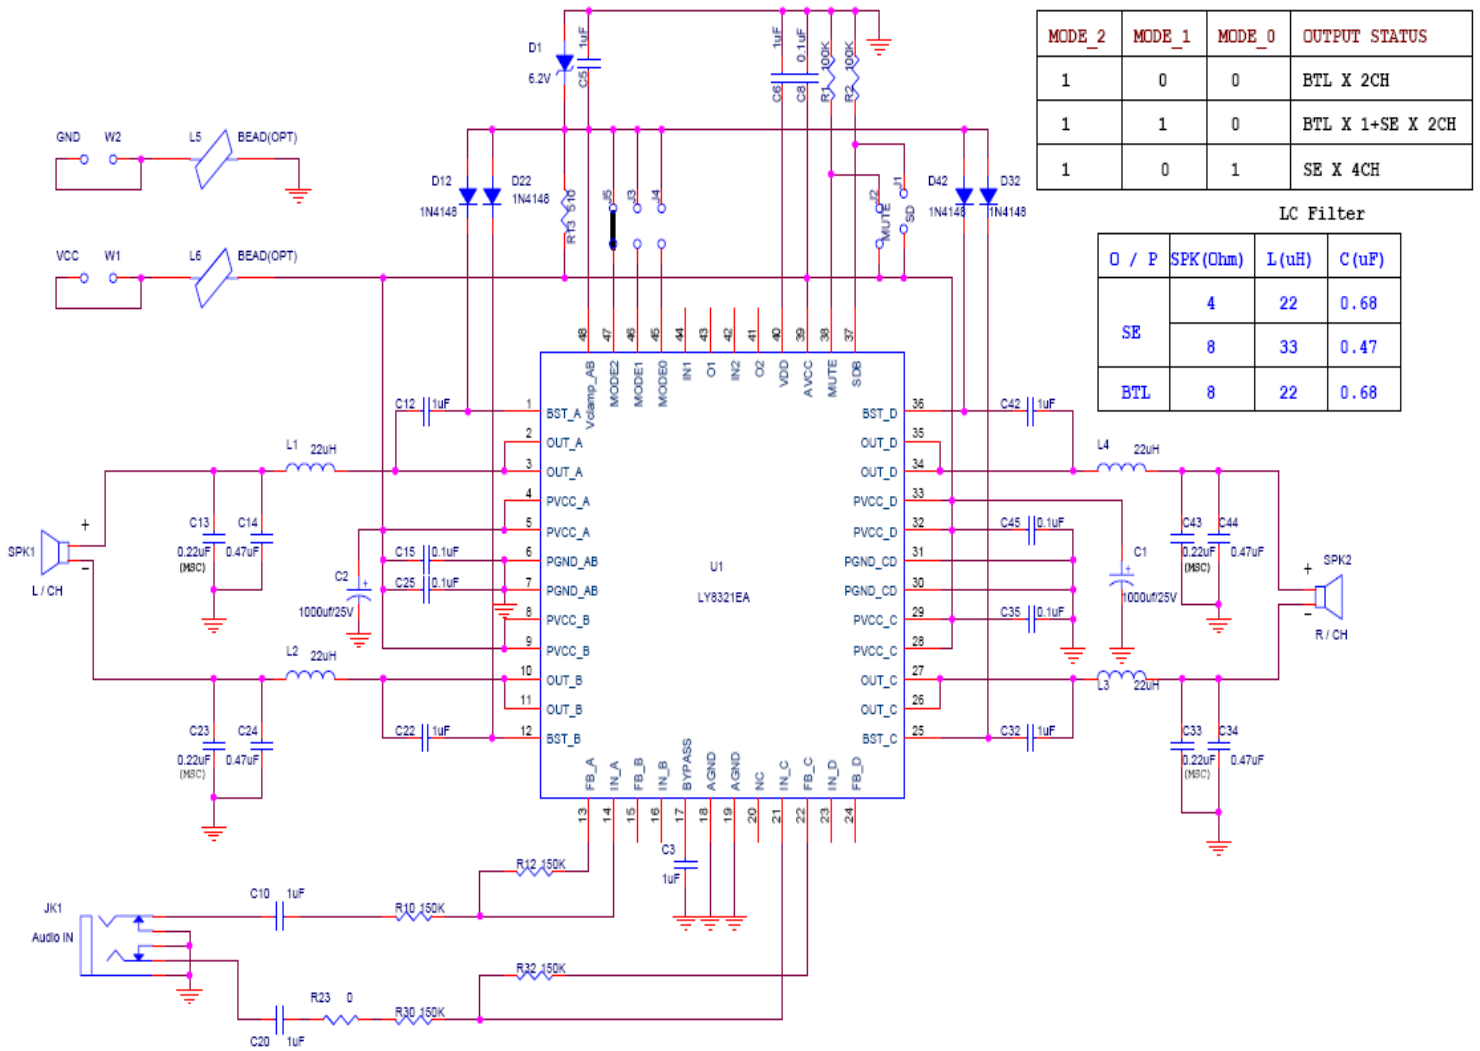 MODE_2 MODE_1 MODE_0 OUTPUT STATUS
1 0 0 BTL X 2CH
1 1 0 BTL X 1+SE X 2CH
1 0 1 SE X 4CH
LC Filter
O / P SPK(Ohm) L(uH) C(uF)
SE 4 22 0.68
8 33 0.47
BTL 8 22 0.68
D1
6.2V
1uF
C5
1uF
C6
0.1uF
C8
100K
R1
100K
R2
GND W2 L5 BEAD(OPT)
VCC W1 L6 BEAD(OPT)
D12
1N4148
D22
1N4148
R13 510
J5
J3
J4
J2
MUTE
J1
SD
D42
1N4148
D32
1N4148
48 47 46 45 44 43 42 41 40 39 38 37
Vclamp_AB
MODE2
MODE1
MODE0
IN1
O1
IN2
O2
VDD
AVCC
MUTE
SDB
1 BST_A
2 OUT_A
3 OUT_A
4 PVCC_A
5 PVCC_A
6 PGND_AB
7 PGND_AB
8 PVCC_B
9 PVCC_B
10 OUT_B
11 OUT_B
12 BST_B
BST_D 36
OUT_D 35
OUT_D 34
PVCC_D 33
PVCC_D 32
PGND_CD 31
PGND_CD 30
PVCC_C 29
PVCC_C 28
OUT_C 27
OUT_C 26
BST_C 25
U1
LY8321EA
C12 1uF
L1 22uH
C13
0.22uF
(MSC)
C14
0.47uF
SPK1
+
−
L / CH
C2
+
1000uf/25V
C15 0.1uF
C25 0.1uF
L2 22uH
C23
0.22uF
(MSC)
C24
0.47uF
C22 1uF
C42 1uF
L4 22uH
C43
0.22uF
(MSC)
C44
0.47uF
C45 0.1uF
C1
+
1000uf/25V
C35 0.1uF
SPK2
+
−
R / CH
L3 22uH
C32 1uF
C33
0.22uF
(MSC)
C34
0.47uF
FB_A
IN_A
FB_B
IN_B
BYPASS
AGND
AGND
NC
IN_C
FB_C
IN_D
FB_D
13 14 15 16 17 18 19 20 21 22 23 24
C3
1uF
R12 150K
C10 1uF
R10 150K
JK1
Audio IN
R32 150K
R23 0
R30 150K
C20 1uF